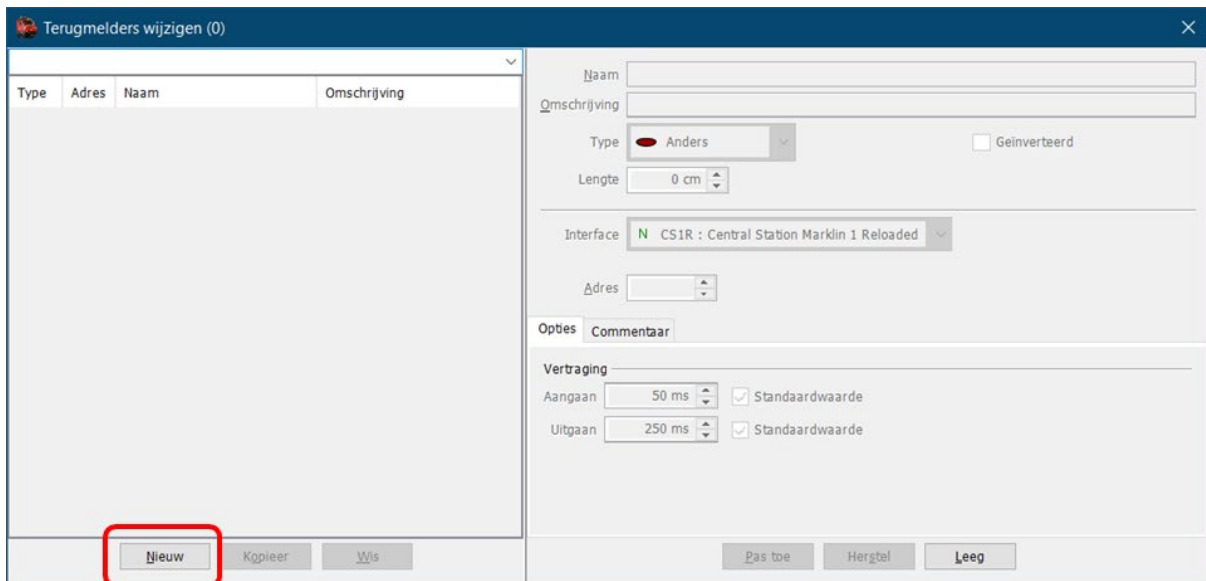 Terugmelders wijzigen (0)
Type Adres Naam Omschrijving
Naam
Omschrijving
Type Anders Geïnverteerd
Lengte 0 cm
Interface N CS1R : Central Station Marklin 1 Reloaded
Adres
Opties Commentaar
Vertraging
Aangaan 50 ms Standaardwaarde
Uitgaan 250 ms Standaardwaarde
Nieuw Kopieer Wis
Pas toe Herstel Leeg